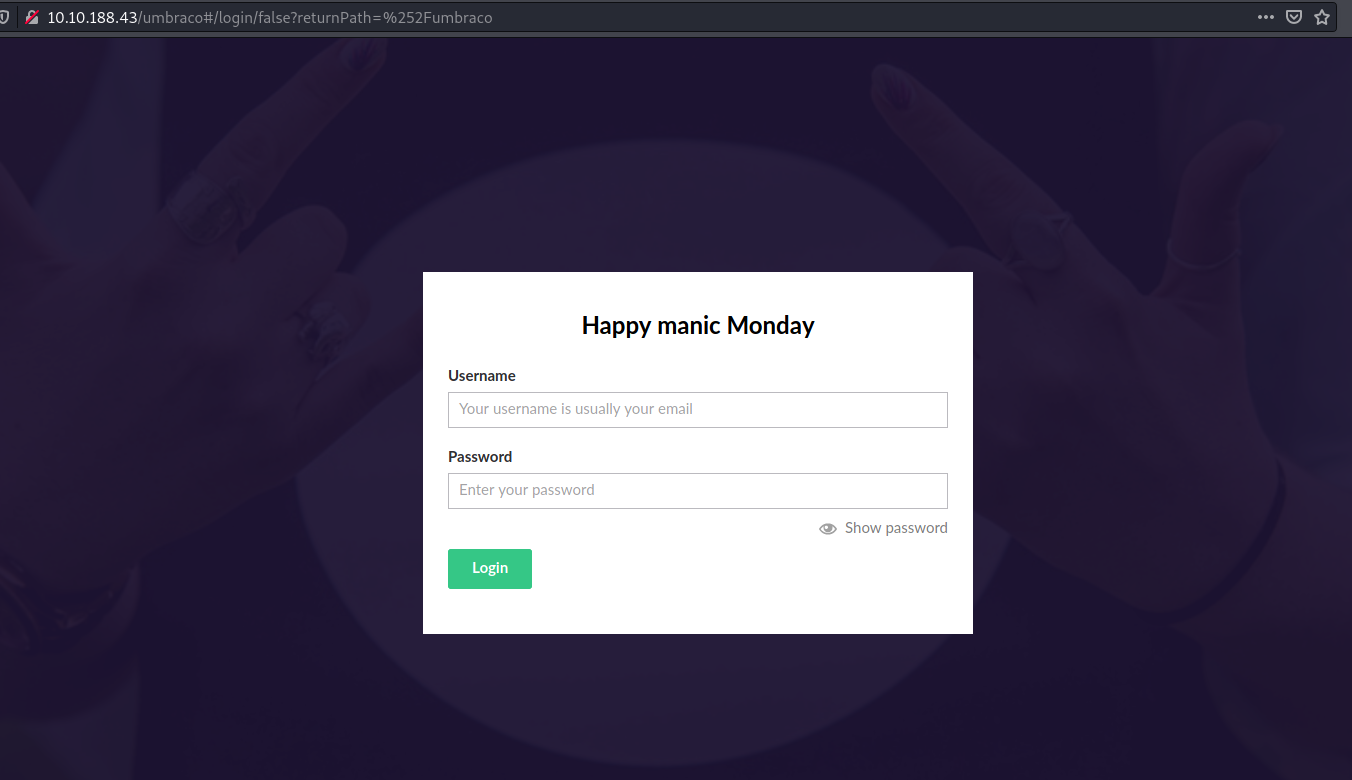 10.10.188.43/umbraco#/login/false?returnPath=%252Fumbraco
Happy manic Monday
Username
Your username is usually your email
Password
Enter your password
Show password
Login